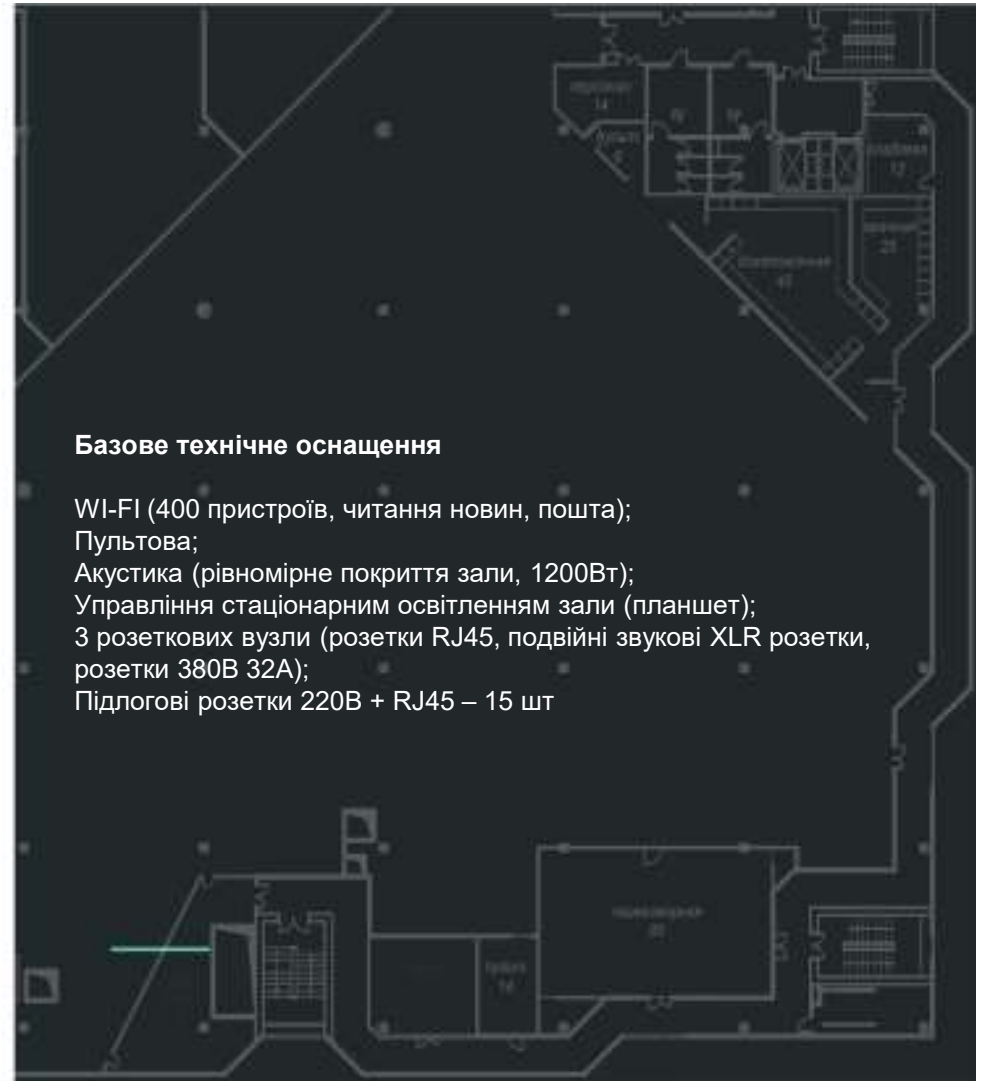 14
Базове технічне оснащення
WI-FI (400 пристроїв, читання новин, пошта);
Пультова;
Акустика (рівномірне покриття зали, 1200Вт);
Управління стаціонарним освітленням зали (планшет);
3 розеткових вузли (розетки RJ45, подвійні звукові XLR розетки,
розетки 380В 32А);
Підлогові розетки 220В + RJ45 – 15 шт